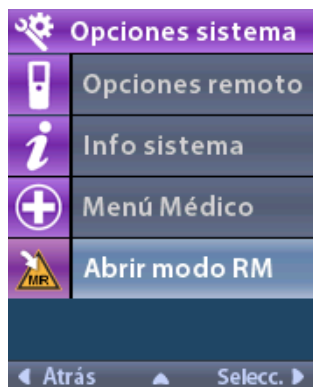 Opciones sistema
Opciones remoto
i Info sistema
Menú Médico
MR Abrir modo RM
Atrás Selecc.